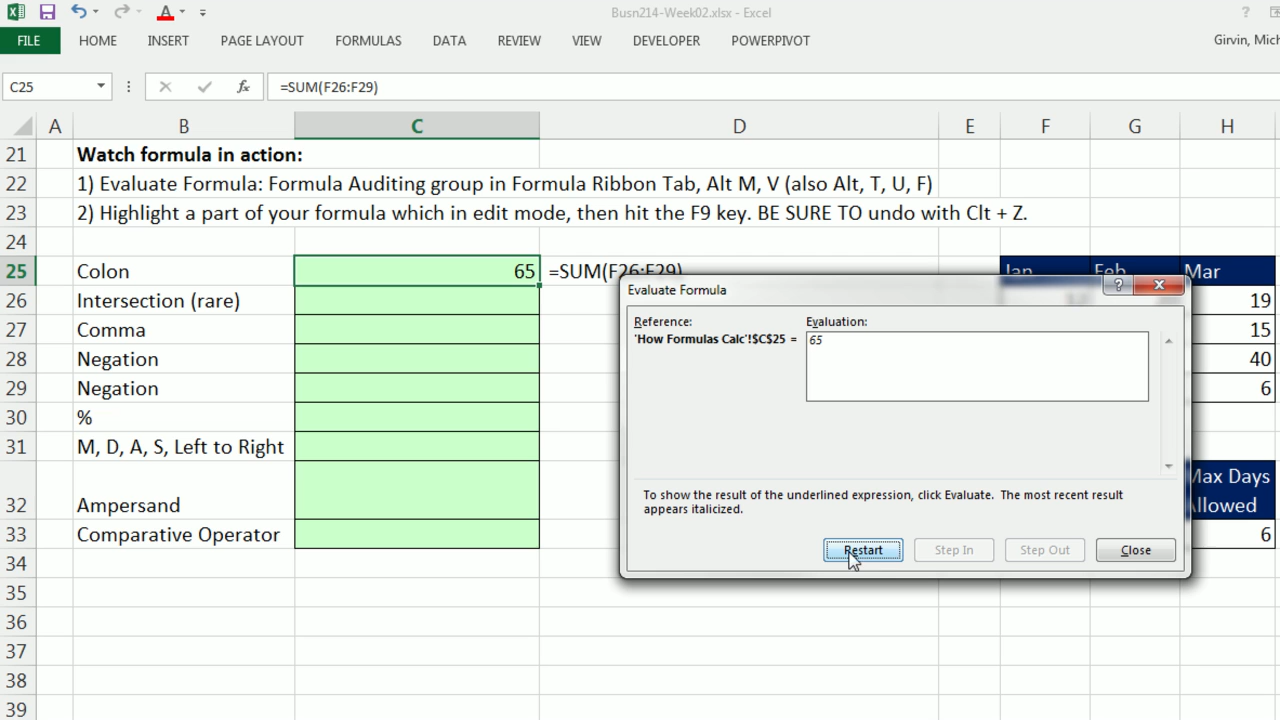 Busn214-Week02.xlsx - Excel
?
FILE HOME INSERT PAGE LAYOUT FORMULAS DATA REVIEW VIEW DEVELOPER POWERPIVOT Girvin, Mich
C25 fx =SUM(F26:F29)
A B C D E F G H
21 Watch formula in action:
22 1) Evaluate Formula: Formula Auditing group in Formula Ribbon Tab, Alt M, V (also Alt, T, U, F)
23 2) Highlight a part of your formula which in edit mode, then hit the F9 key. BE SURE TO undo with Clt + Z.
24
25 Colon 65 =SUM(F26:F29) Jan Feb Mar
26 Intersection (rare) 19
27 Comma 15
28 Negation 40
29 Negation 6
30 %
31 M, D, A, S, Left to Right
32 Ampersand Max Days Allowed
33 Comparative Operator 6
34
35
36
37
38
39
Evaluate Formula
?
Reference: Evaluation:
'How Formulas Calc'!$C$25 = 65
To show the result of the underlined expression, click Evaluate. The most recent result
appears italicized.
Restart Step In Step Out Close